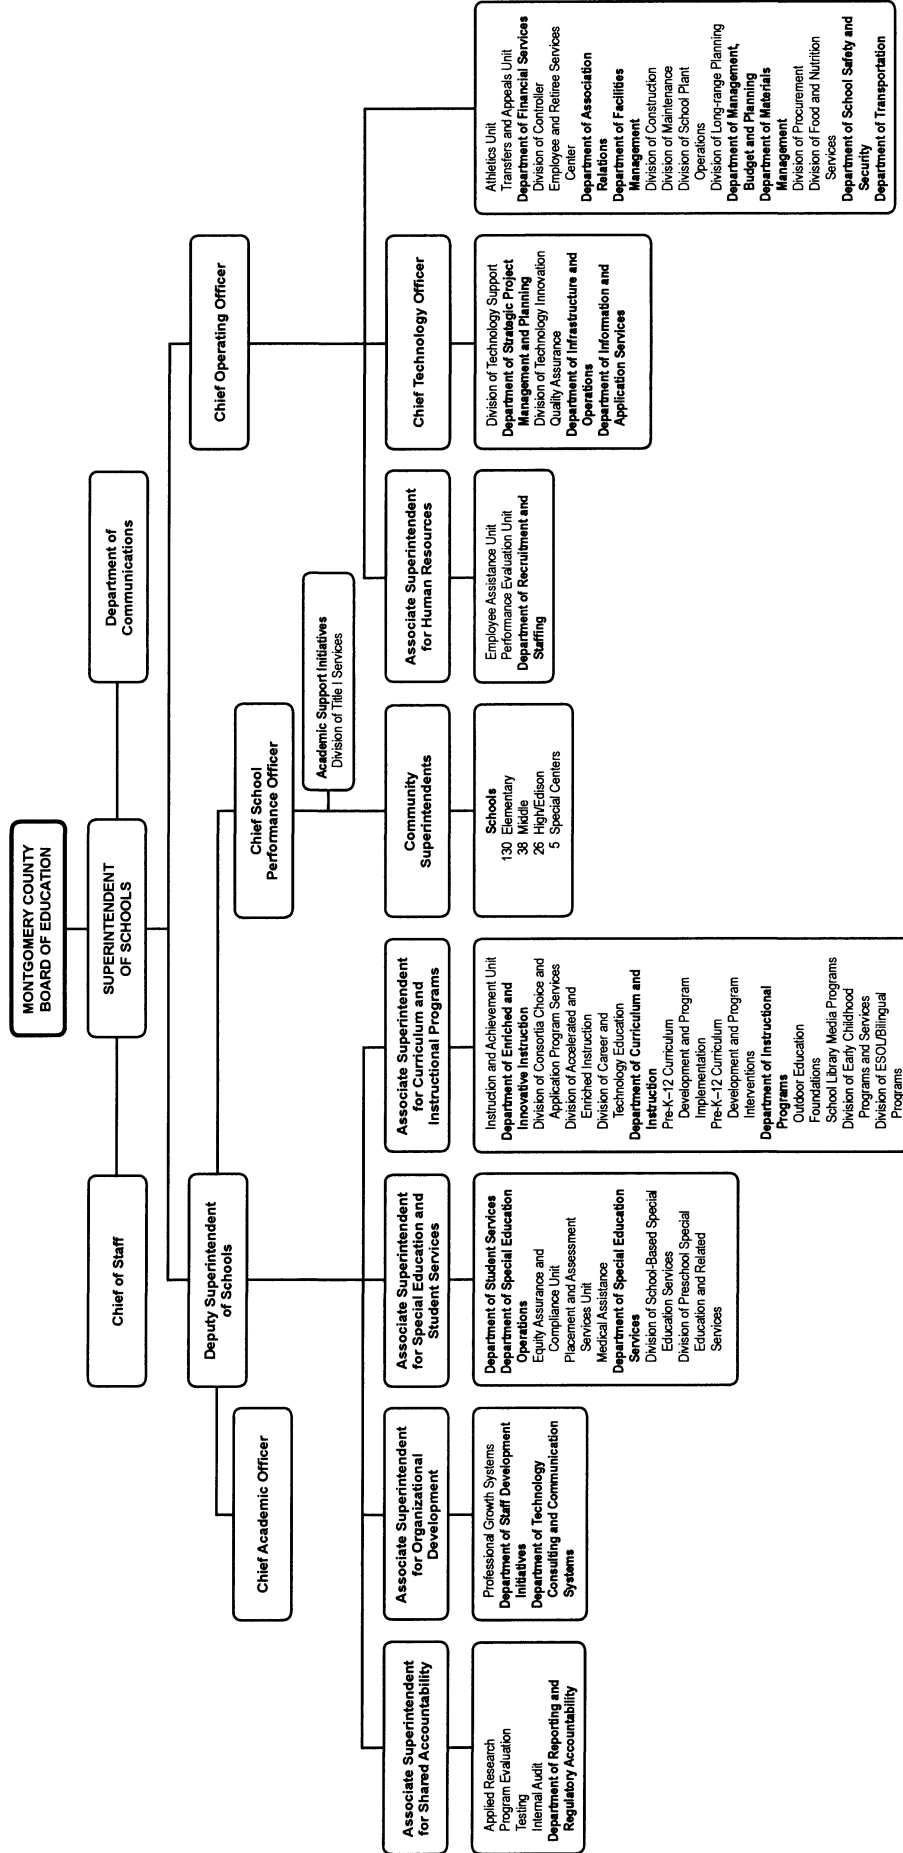 MONTGOMERY COUNTY
BOARD OF EDUCATION
SUPERINTENDENT
OF SCHOOLS
Chief of Staff
Department of
Communications
Deputy Superintendent
of Schools
Chief Operating Officer
Chief Academic Officer
Chief School
Performance Officer
Academic Support Initiatives
Division of Title I Services
Associate Superintendent
for Shared Accountability
Applied Research
Program Evaluation
Testing
Internal Audit
Department of Reporting and
Regulatory Accountability
Associate Superintendent
for Organizational
Development
Professional Growth Systems
Department of Staff Development
Initiatives
Department of Technology
Consulting and Communication
Systems
Associate Superintendent
for Special Education and
Student Services
Department of Student Services
Department of Special Education
Operations
Equity Assurance and
Compliance Unit
Placement and Assessment
Services Unit
Medical Assistance
Department of Special Education
Services
Division of School-Based Special
Education Services
Division of Preschool Special
Education and Related
Services
Associate Superintendent
for Curriculum and
Instructional Programs
Instruction and Achievement Unit
Department of Enriched and
Innovative Instruction
Division of Consortia Choice and
Application Program Services
Division of Accelerated and
Enriched Instruction
Division of Career and
Technology Education
Department of Curriculum and
Instruction
Pre-K–12 Curriculum
Development and Program
Implementation
Pre-K–12 Curriculum
Development and Program
Interventions
Department of Instructional
Programs
Outdoor Education
Foundations
School Library Media Programs
Division of Early Childhood
Programs and Services
Division of ESOL/Bilingual
Programs
Community
Superintendents
Schools
130 Elementary
38 Middle
26 High/Edison
5 Special Centers
Associate Superintendent
for Human Resources
Employee Assistance Unit
Performance Evaluation Unit
Department of Recruitment and
Staffing
Chief Technology Officer
Division of Technology Support
Department of Strategic Project
Management and Planning
Division of Technology Innovation
Quality Assurance
Department of Infrastructure and
Operations
Department of Information and
Application Services
Athletics Unit
Transfers and Appeals Unit
Department of Financial Services
Division of Controller
Employee and Retiree Services
Center
Department of Association
Relations
Department of Facilities
Management
Division of Construction
Division of Maintenance
Division of School Plant
Operations
Division of Long-range Planning
Department of Management,
Budget and Planning
Department of Materials
Management
Division of Procurement
Division of Food and Nutrition
Services
Department of School Safety and
Security
Department of Transportation